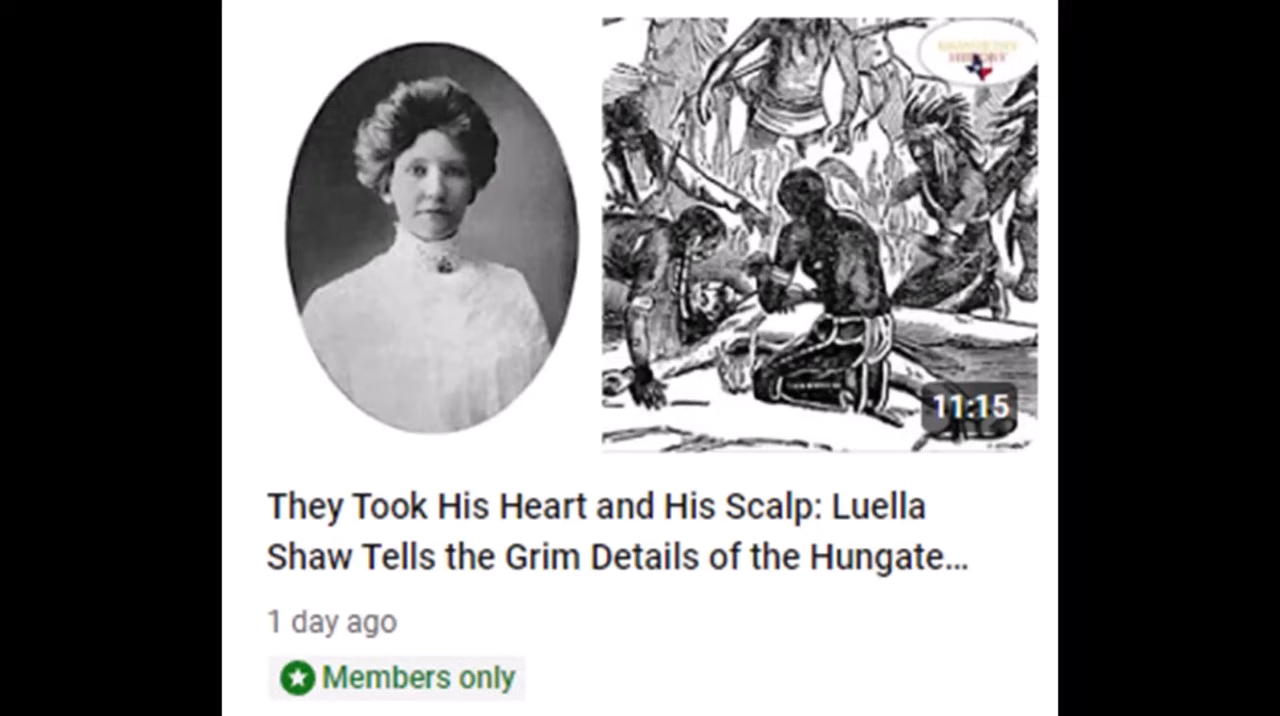 HISTORY
11:15
They Took His Heart and His Scalp: Luella
Shaw Tells the Grim Details of the Hungate...
1 day ago
Members only